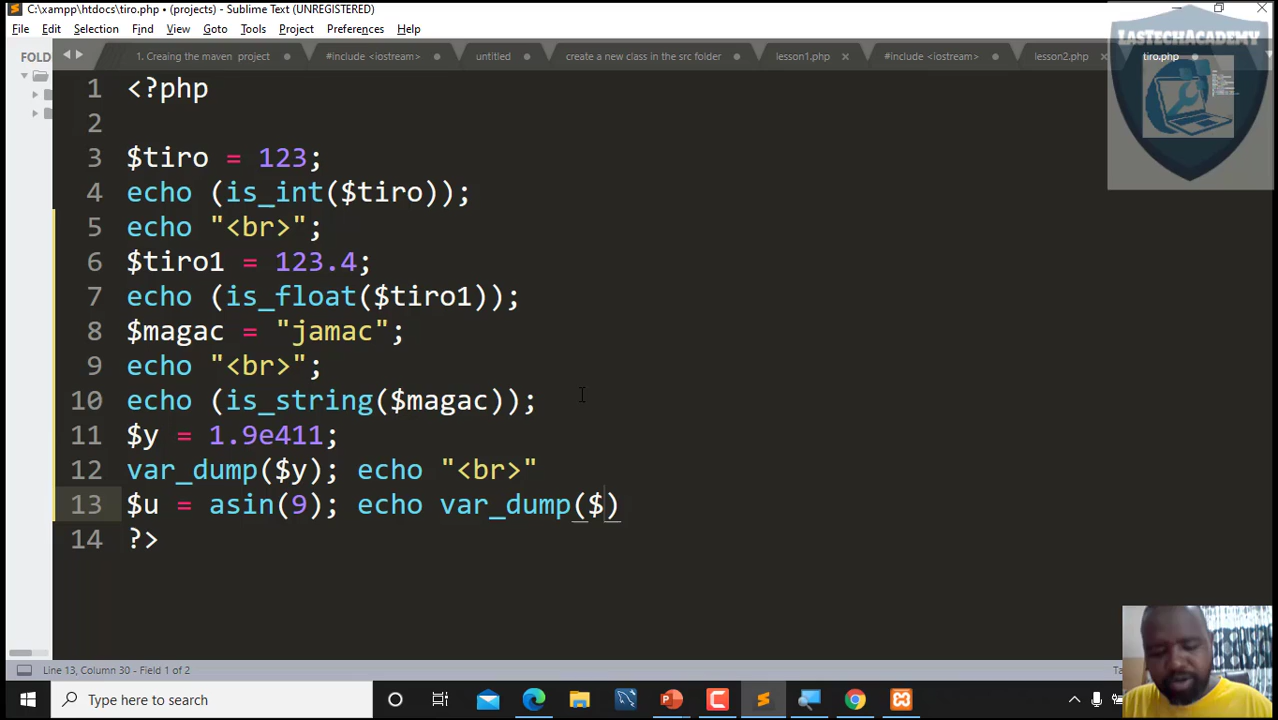 C:\xampp\htdocs\tiro.php • (projects) - Sublime Text (UNREGISTERED)
File Edit Selection Find View Goto Tools Project Preferences Help
FOLD
1. Creaing the maven project
#include <iostream>
untitled
create a new class in the src folder
lesson1.php
#include <iostream>
lesson2.php
tiro.php
LASTECHACADEMY
1 <?php
2
3 $tiro = 123;
4 echo (is_int($tiro));
5 echo "<br>";
6 $tiro1 = 123.4;
7 echo (is_float($tiro1));
8 $magac = "jamac";
9 echo "<br>";
10 echo (is_string($magac));
11 $y = 1.9e411;
12 var_dump($y); echo "<br>"
13 $u = asin(9); echo var_dump($)
14 ?>
Line 13, Column 30 - Field 1 of 2
Type here to search